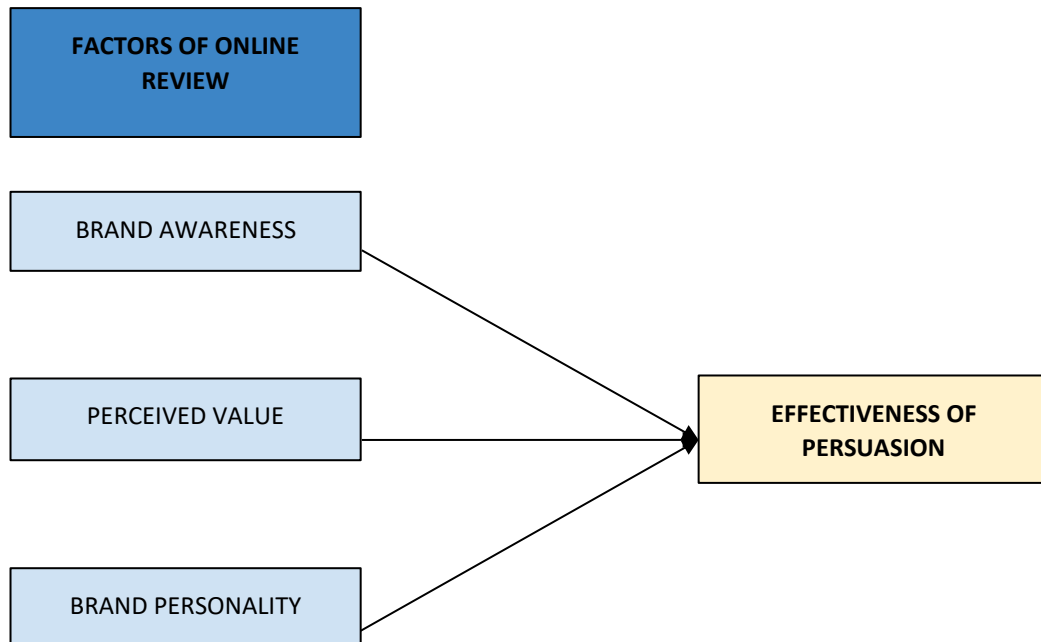 FACTORS OF ONLINE
REVIEW
BRAND AWARENESS
PERCEIVED VALUE
EFFECTIVENESS OF
PERSUASION
BRAND PERSONALITY